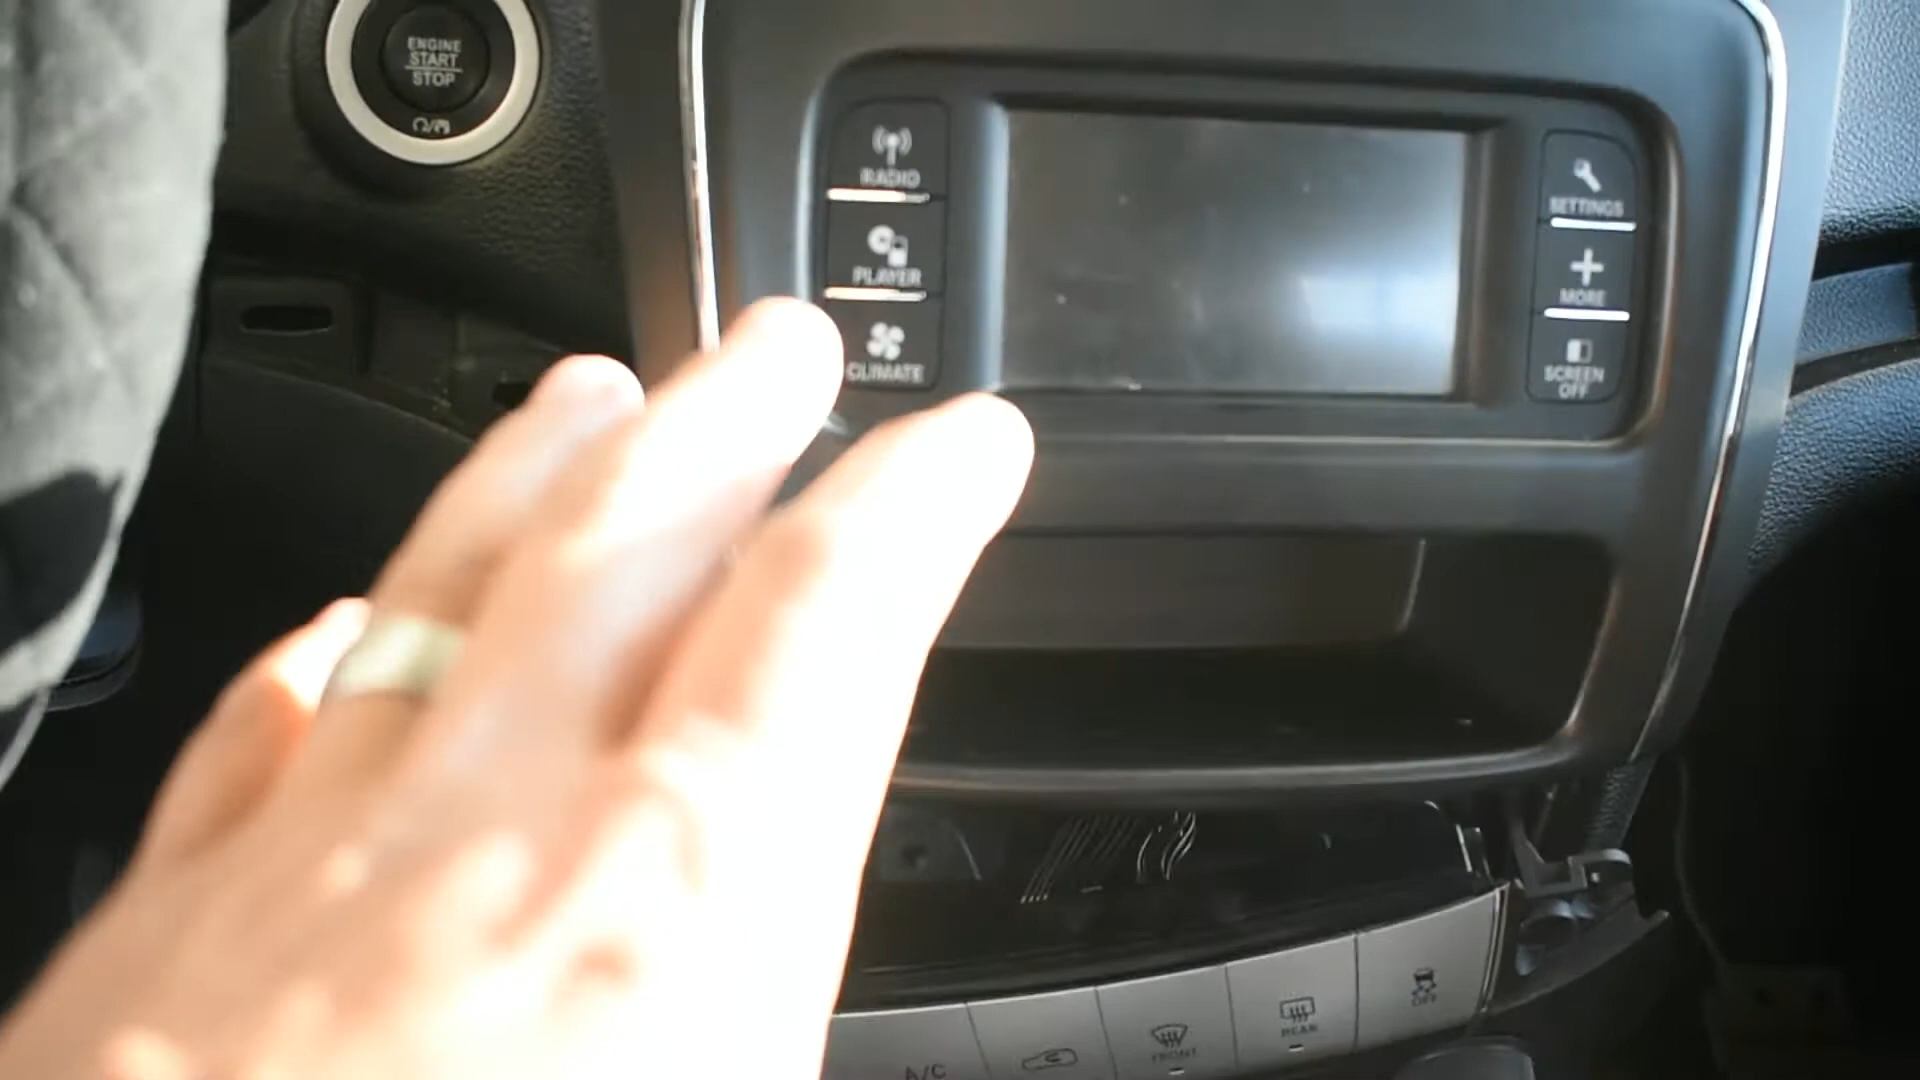 ENGINE
START
STOP
RADIO
PLAYER
CLIMATE
SETTINGS
MORE
SCREEN
OFF
A/C
FRONT
REAR
OFF